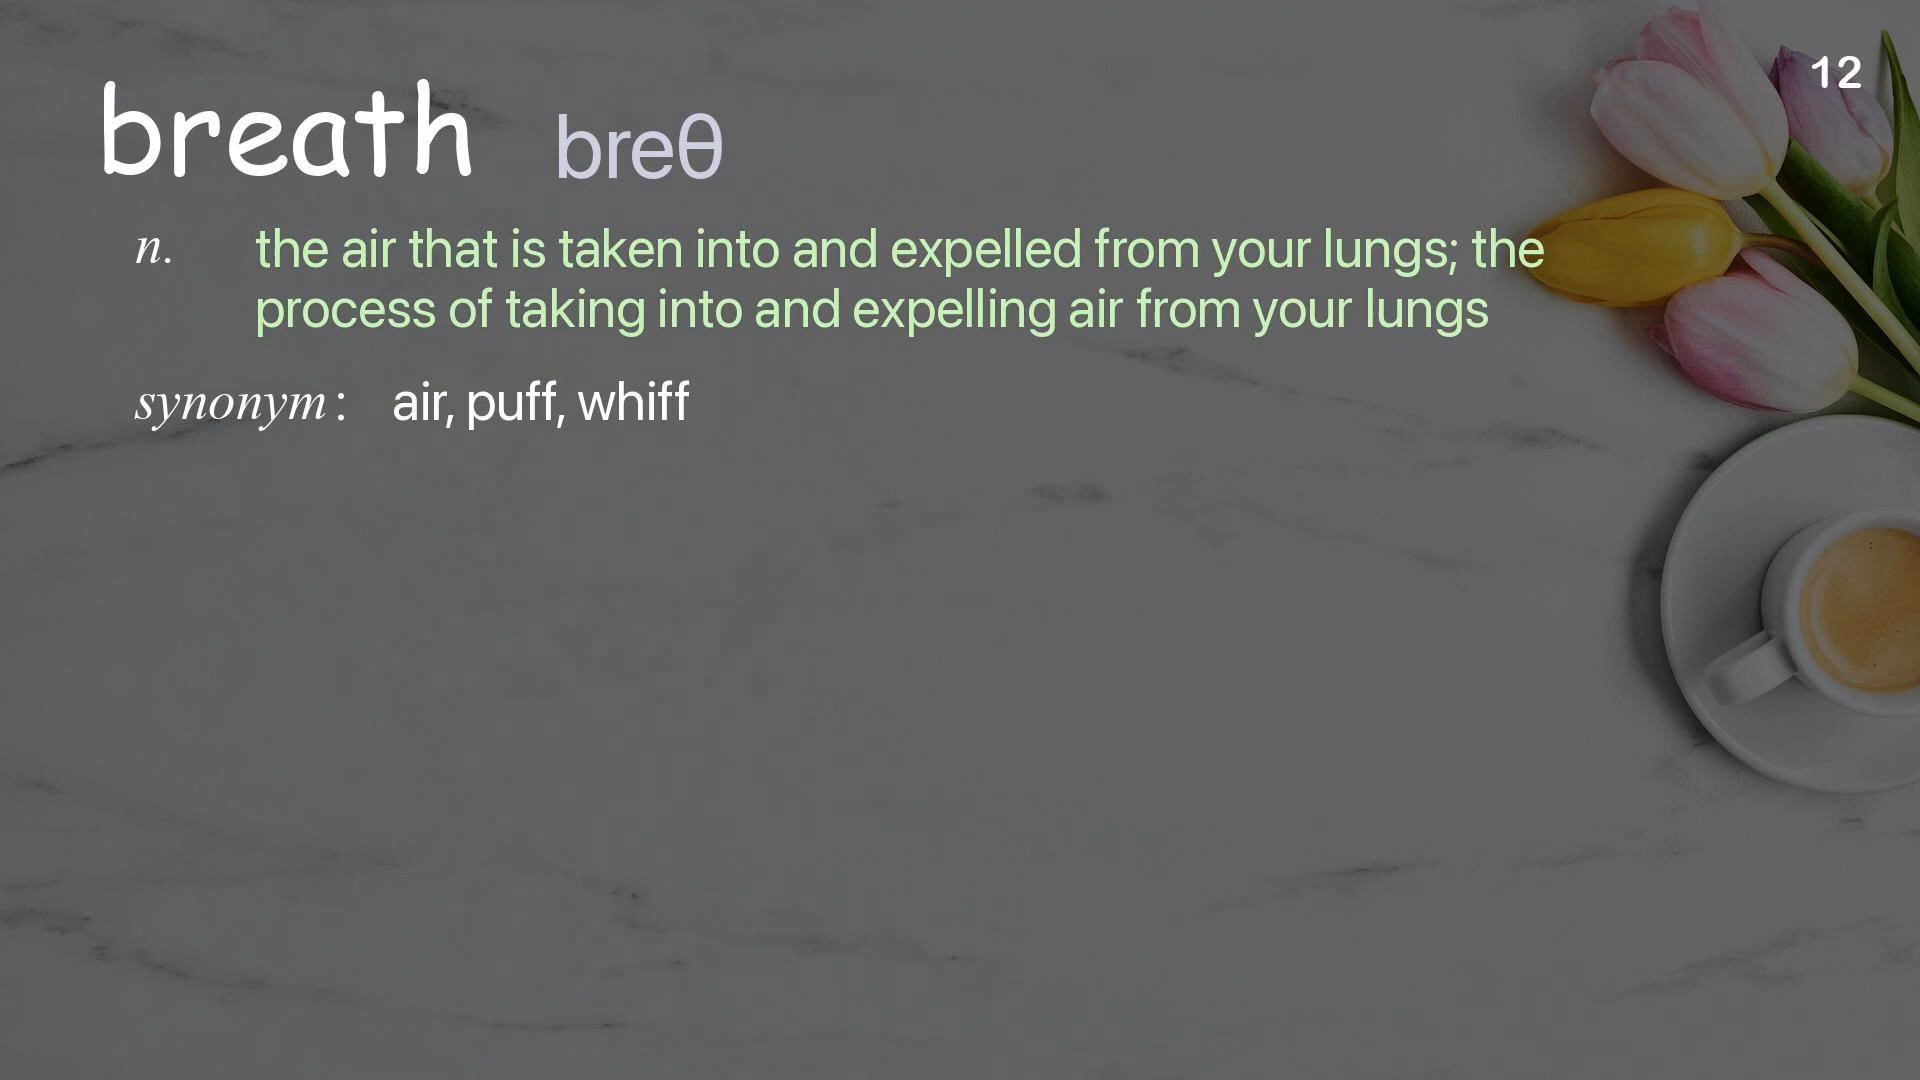 12
breath breθ
n. the air that is taken into and expelled from your lungs; the
process of taking into and expelling air from your lungs
synonym: air, puff, whiff